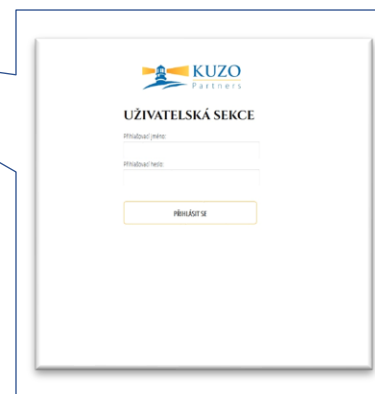 KUZO
Partners
UŽIVATELSKÁ SEKCE
Přihlašovací jméno:
Přihlašovací heslo:
PŘIHLÁSIT SE